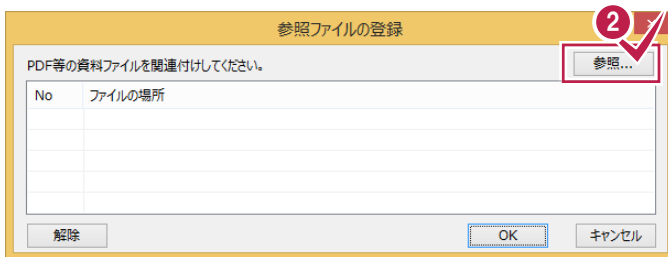 参照ファイルの登録
2
PDF等の資料ファイルを関連付けしてください。
参照...
No ファイルの場所
解除 OK キャンセル